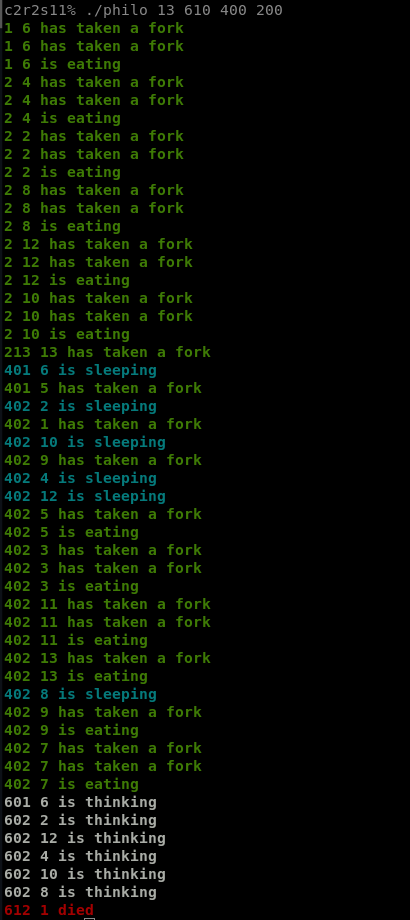 c2r2s11% ./philo 13 610 400 200
1 6 has taken a fork
1 6 has taken a fork
1 6 is eating
2 4 has taken a fork
2 4 has taken a fork
2 4 is eating
2 2 has taken a fork
2 2 has taken a fork
2 2 is eating
2 8 has taken a fork
2 8 has taken a fork
2 8 is eating
2 12 has taken a fork
2 12 has taken a fork
2 12 is eating
2 10 has taken a fork
2 10 has taken a fork
2 10 is eating
213 13 has taken a fork
401 6 is sleeping
401 5 has taken a fork
402 2 is sleeping
402 1 has taken a fork
402 10 is sleeping
402 9 has taken a fork
402 4 is sleeping
402 12 is sleeping
402 5 has taken a fork
402 5 is eating
402 3 has taken a fork
402 3 has taken a fork
402 3 is eating
402 11 has taken a fork
402 11 has taken a fork
402 11 is eating
402 13 has taken a fork
402 13 is eating
402 8 is sleeping
402 9 has taken a fork
402 9 is eating
402 7 has taken a fork
402 7 has taken a fork
402 7 is eating
601 6 is thinking
602 2 is thinking
602 12 is thinking
602 4 is thinking
602 10 is thinking
602 8 is thinking
612 1 died